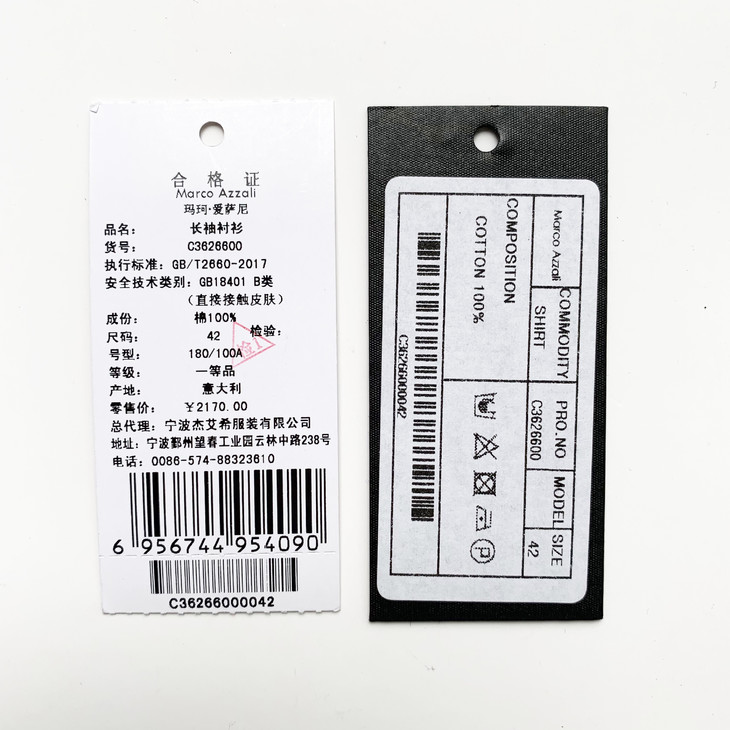 合格证
Marco Azzali
玛珂·爱萨尼
品名： 长袖衬衫
货号： C3626600
执行标准：GB/T2660-2017
安全技术类别：GB18401 B类
（直接接触皮肤）
成份： 棉100%
检验：
检1
尺码： 42
号型： 180/100A
等级： 一等品
产地： 意大利
零售价： ￥2170.00
总代理：宁波杰艾希服装有限公司
地址：宁波鄞州望春工业园云林中路238号
电话：0086-574-88323610
6 956744 954090
C36266000042
Marco Azzali
COMMODITY
SHIRT
PRO.NO
C3626600
MODEL
SIZE
42
COMPOSITION
COTTON 100%
P
C36266000042